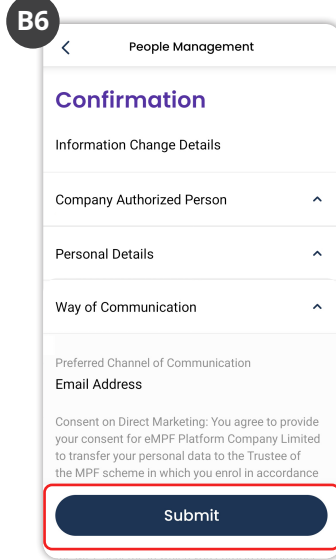 B6
People Management
Confirmation
Information Change Details
Company Authorized Person
Personal Details
Way of Communication
Preferred Channel of Communication
Email Address
Consent on Direct Marketing: You agree to provide
your consent for eMPF Platform Company Limited
to transfer your personal data to the Trustee of
the MPF scheme in which you enrol in accordance
Submit